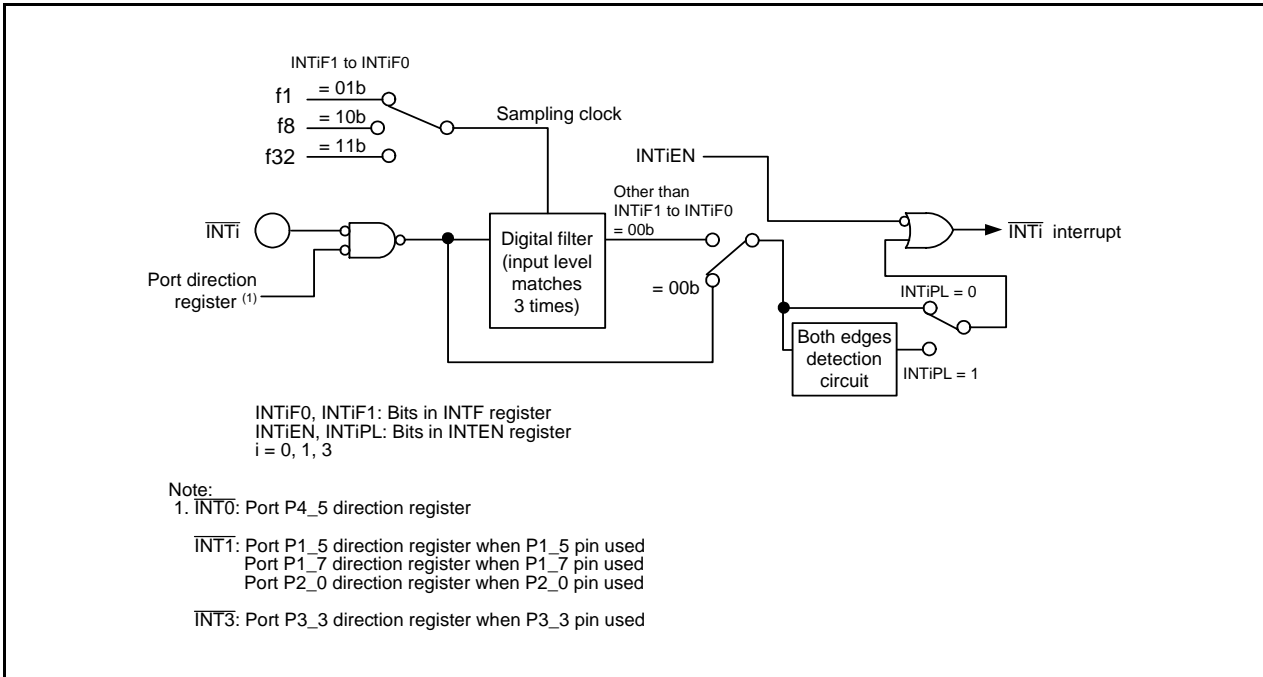 INTiF1 to INTiF0
f1 = 01b
f8 = 10b
f32 = 11b
Sampling clock
INTiEN
Other than
INTiF1 to INTiF0
= 00b
INTi
Digital filter
(input level
matches
3 times)
= 00b
INTi interrupt
Port direction
register (1)
INTiPL = 0
Both edges
detection
circuit
INTiPL = 1
INTiF0, INTiF1: Bits in INTF register
INTiEN, INTiPL: Bits in INTEN register
i = 0, 1, 3
Note:
1. INT0: Port P4_5 direction register
INT1: Port P1_5 direction register when P1_5 pin used
Port P1_7 direction register when P1_7 pin used
Port P2_0 direction register when P2_0 pin used
INT3: Port P3_3 direction register when P3_3 pin used